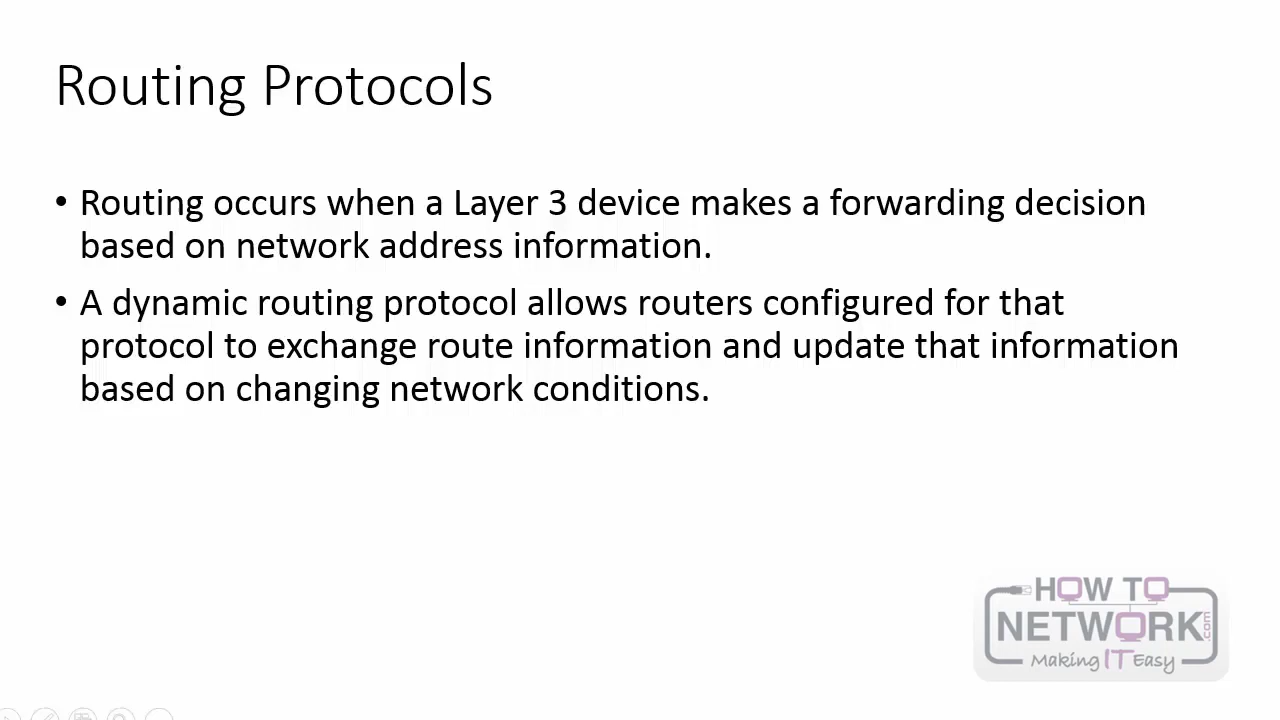 Routing Protocols
• Routing occurs when a Layer 3 device makes a forwarding decision
based on network address information.
• A dynamic routing protocol allows routers configured for that
protocol to exchange route information and update that information
based on changing network conditions.
HOW TO
NETWORK.com
Making IT Easy